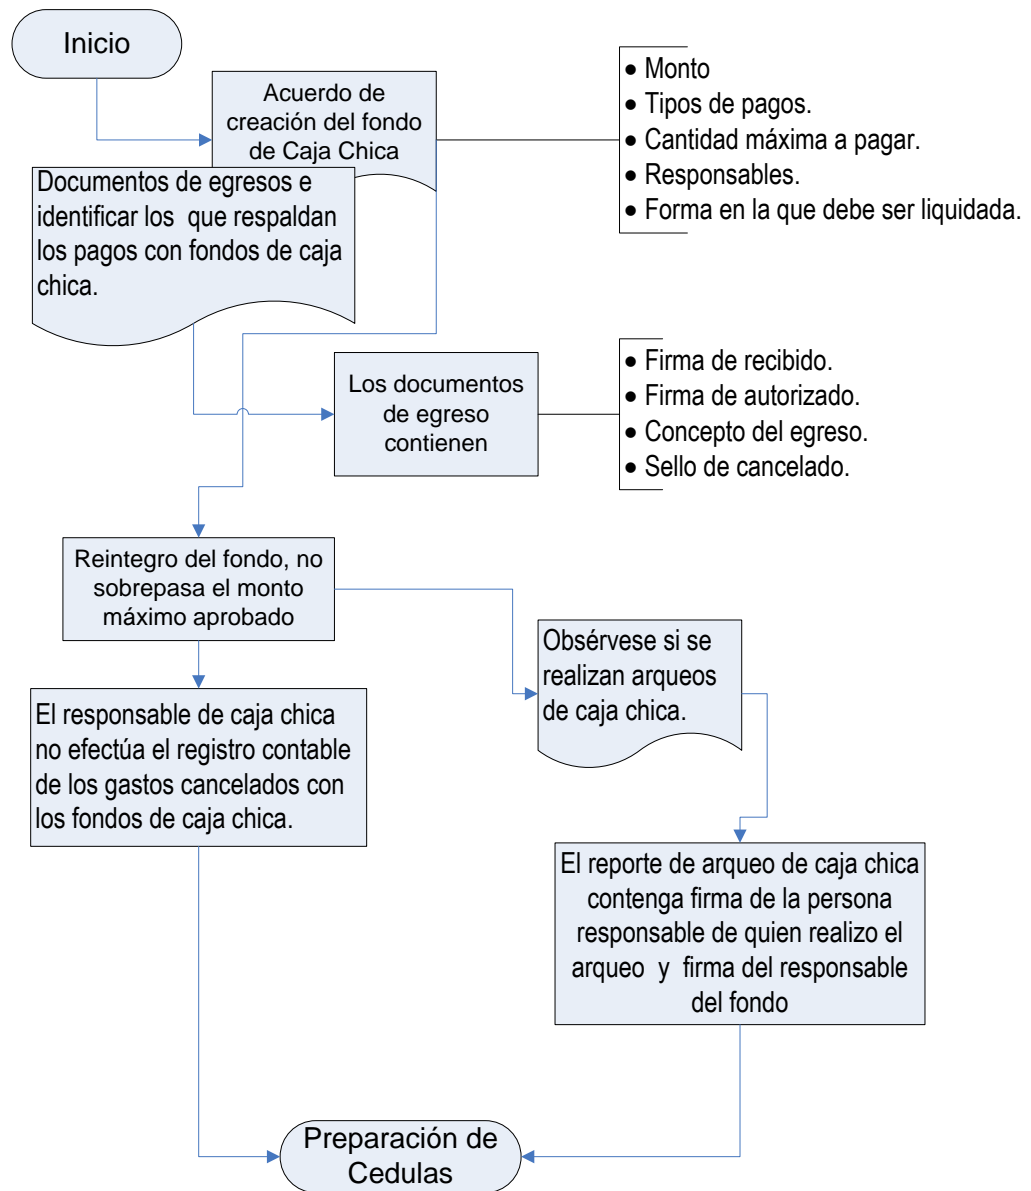 Inicio
Acuerdo de
creación del fondo
de Caja Chica
• Monto
• Tipos de pagos.
• Cantidad máxima a pagar.
• Responsables.
• Forma en la que debe ser liquidada.
Documentos de egresos e
identificar los que respaldan
los pagos con fondos de caja
chica.
Los documentos
de egreso
contienen
• Firma de recibido.
• Firma de autorizado.
• Concepto del egreso.
• Sello de cancelado.
Reintegro del fondo, no
sobrepasa el monto
máximo aprobado
Obsérvese si se
realizan arqueos
de caja chica.
El responsable de caja chica
no efectúa el registro contable
de los gastos cancelados con
los fondos de caja chica.
El reporte de arqueo de caja chica
contenga firma de la persona
responsable de quien realizo el
arqueo y firma del responsable
del fondo
Preparación de
Cedulas